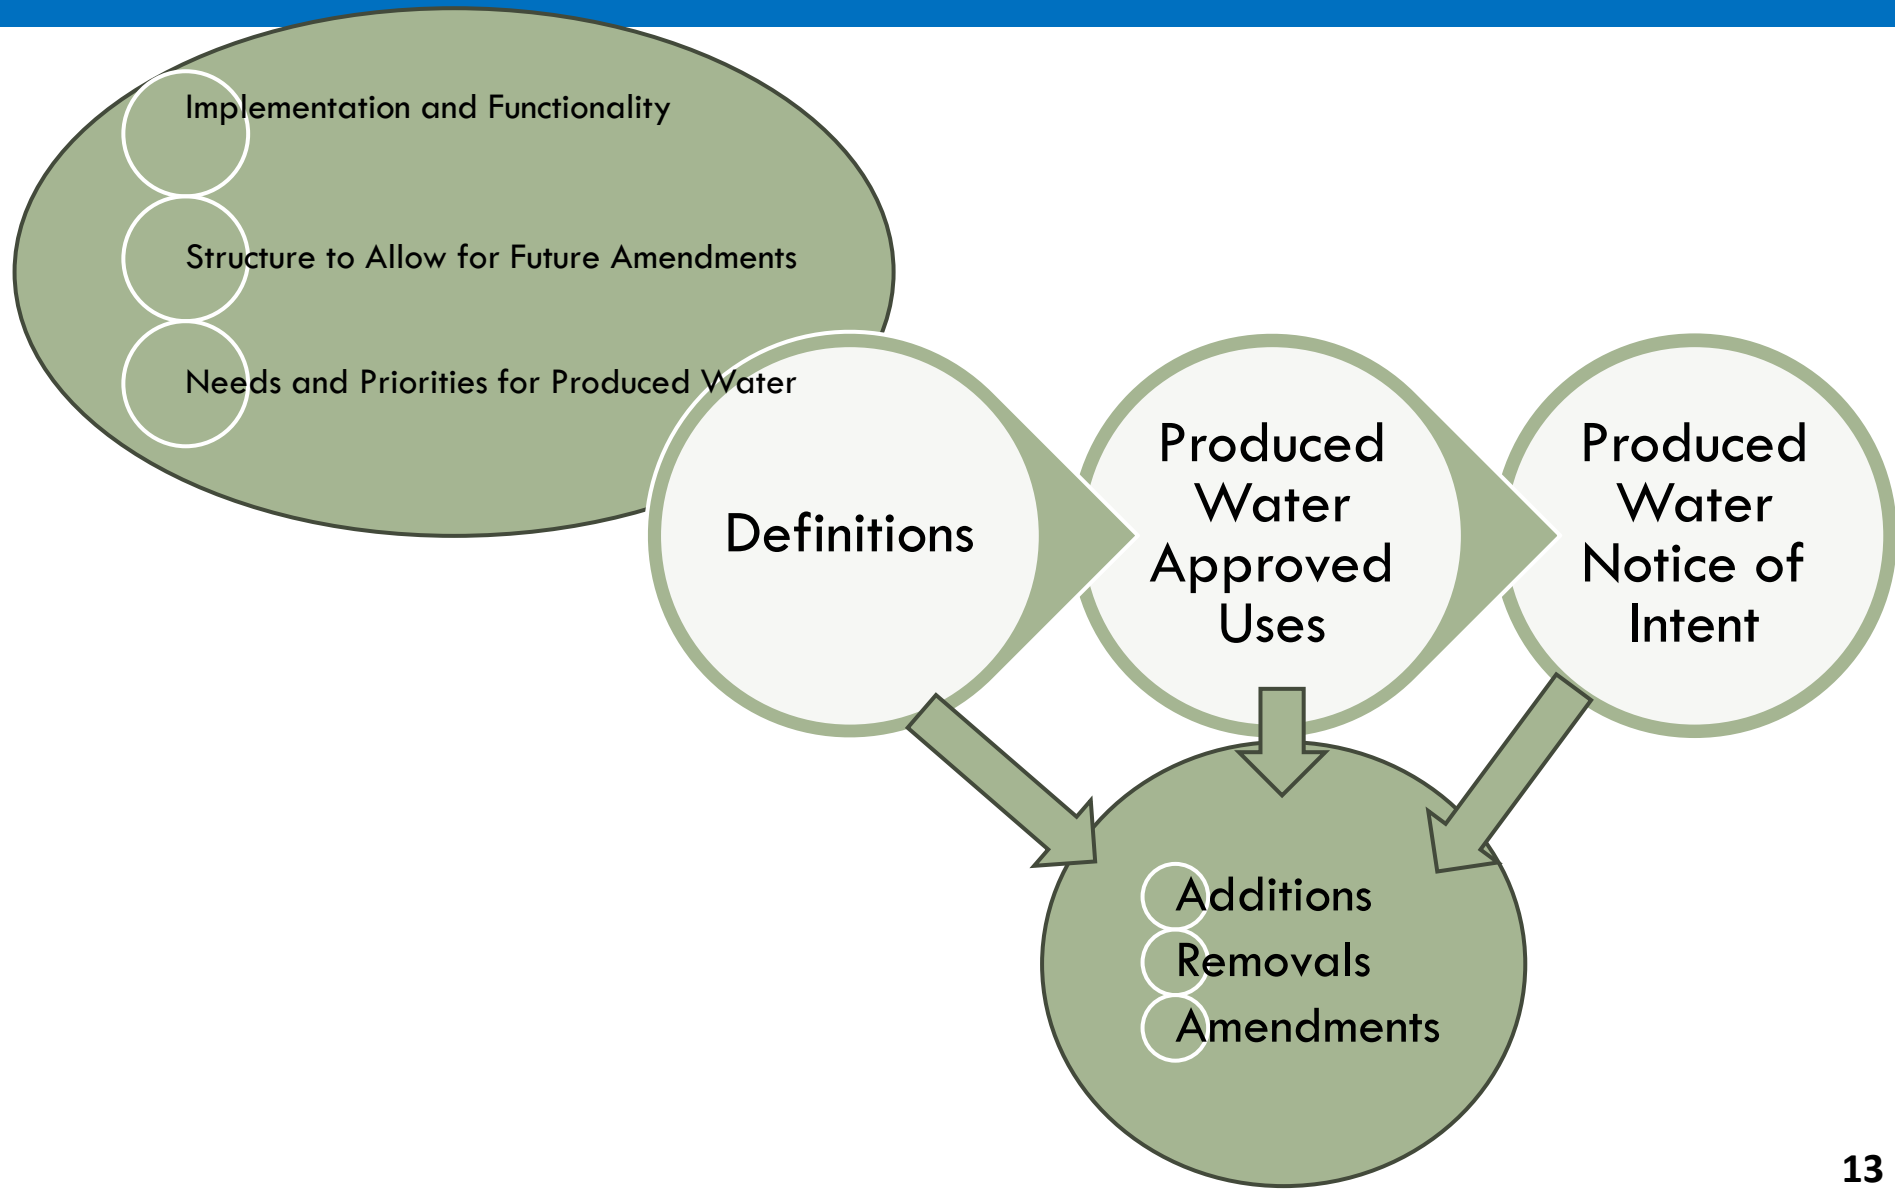 Implementation and Functionality
Structure to Allow for Future Amendments
Needs and Priorities for Produced Water
Definitions
Produced
Water
Approved
Uses
Produced
Water
Notice of
Intent
Additions
Removals
Amendments
13